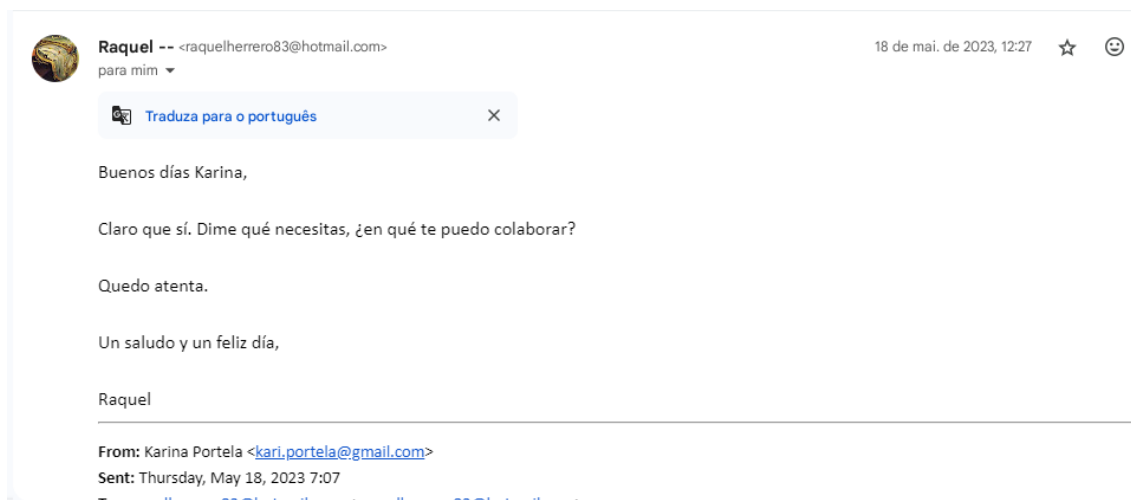 Raquel -- <raquelherrero83@hotmail.com>
18 de mai. de 2023, 12:27
para mim
Traduza para o português
Buenos días Karina,
Claro que sí. Dime qué necesitas, ¿en qué te puedo colaborar?
Quedo atenta.
Un saludo y un feliz día,
Raquel
From: Karina Portela <kari.portela@gmail.com>
Sent: Thursday, May 18, 2023 7:07